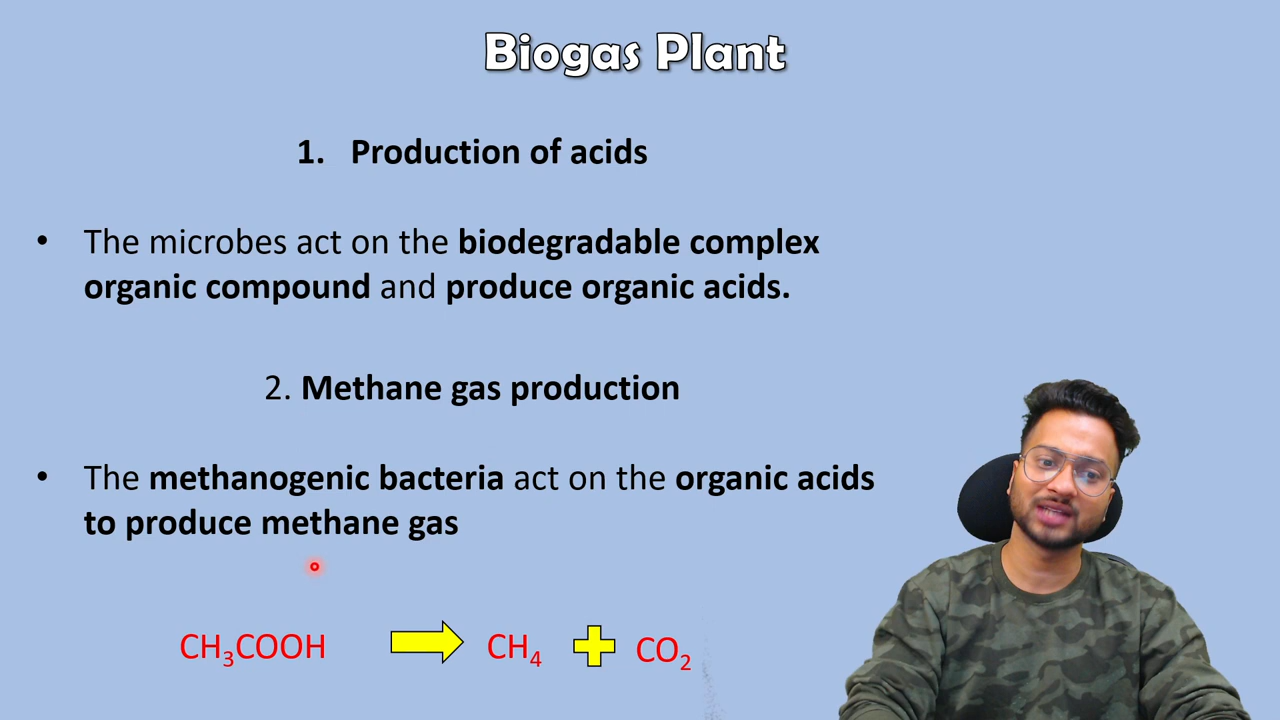 Biogas Plant
1. Production of acids
• The microbes act on the biodegradable complex
organic compound and produce organic acids.
2. Methane gas production
• The methanogenic bacteria act on the organic acids
to produce methane gas
CH₃COOH ➡ CH₄ + CO₂